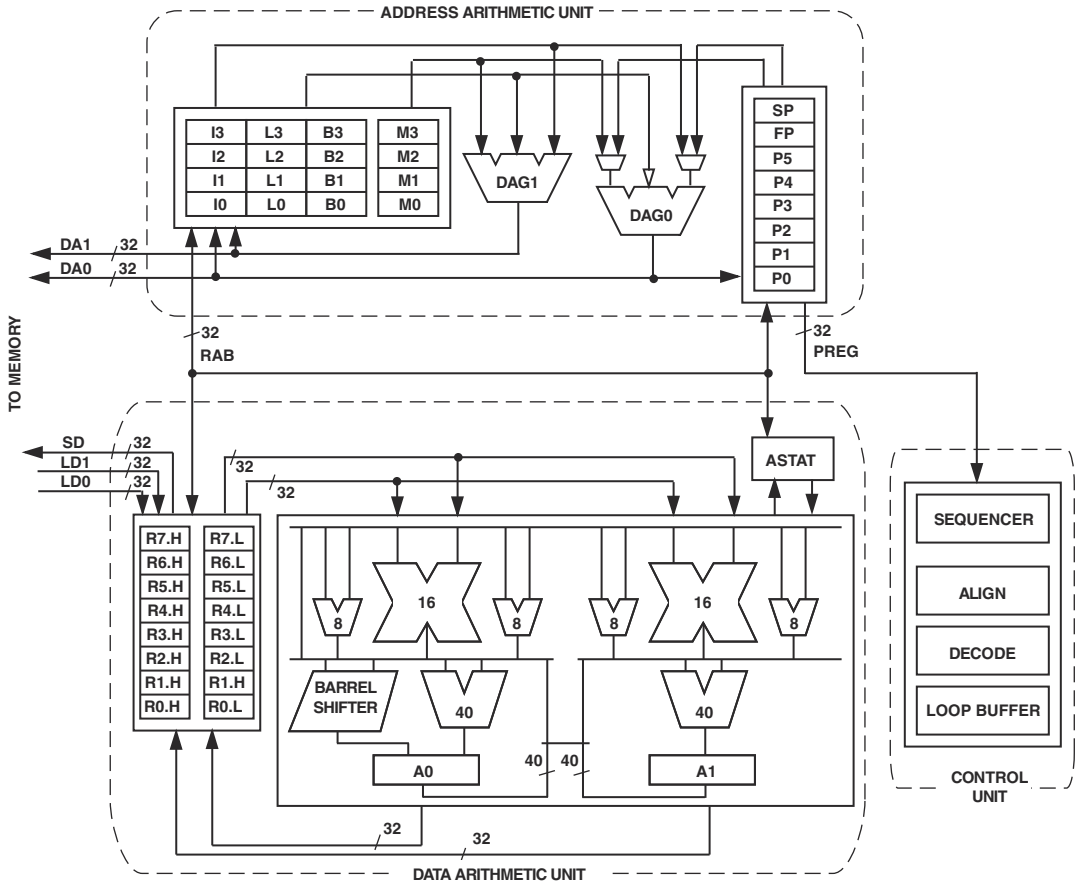 ADDRESS ARITHMETIC UNIT
SP
FP
P5
P4
P3
P2
P1
P0
I3 L3 B3 M3
I2 L2 B2 M2
I1 L1 B1 M1
I0 L0 B0 M0
DAG1
DAG0
DA1 32
DA0 32
32
RAB
32
PREG
TO MEMORY
SD 32
LD1 32
LD0 32
32
32
ASTAT
R7.H R7.L
R6.H R6.L
R5.H R5.L
R4.H R4.L
R3.H R3.L
R2.H R2.L
R1.H R1.H
R0.H R0.L
8 16 8 8 16 8
BARREL
SHIFTER
40
40
A0
40 40
A1
32
32
DATA ARITHMETIC UNIT
SEQUENCER
ALIGN
DECODE
LOOP BUFFER
CONTROL
UNIT